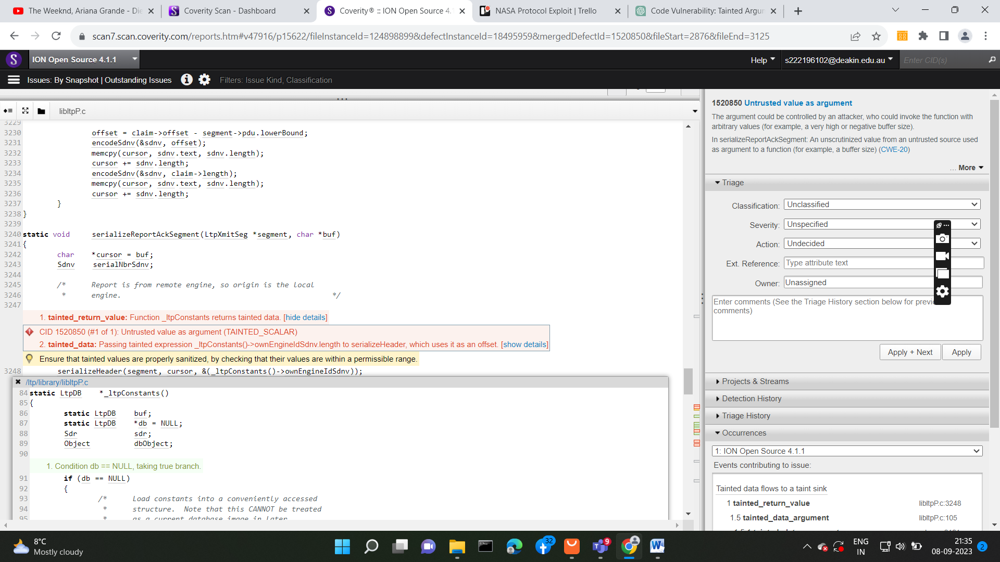 The Weeknd, Ariana Grande - Die
Coverity Scan - Dashboard
Coverity® :: ION Open Source 4.1
NASA Protocol Exploit | Trello
Code Vulnerability: Tainted Argum
scan7.scan.coverity.com/reports.htm#v47916/p15622/fileInstanceId=124898899&defectInstanceId=18495959&mergedDefectId=1520850&fileStart=2876&fileEnd=3125
S
ION Open Source 4.1.1
Help
s222196102@deakin.edu.au
Enter CID(s)
Issues: By Snapshot | Outstanding Issues
Filters: Issue Kind, Classification
libltpP.c
3229
3230 offset = claim->offset - segment->pdu.lowerBound;
3231 encodeSdnv(&sdnv, offset);
3232 memcpy(cursor, sdnv.text, sdnv.length);
3233 cursor += sdnv.length;
3234 encodeSdnv(&sdnv, claim->length);
3235 memcpy(cursor, sdnv.text, sdnv.length);
3236 cursor += sdnv.length;
3237 }
3238 }
3239
3240 static void serializeReportAckSegment(LtpXmitSeg *segment, char *buf)
3241 {
3242 char *cursor = buf;
3243 Sdnv serialNbrSdnv;
3244
3245 /* Report is from remote engine, so origin is the local
3246 * engine. */
3247
1. tainted_return_value: Function _ltpConstants returns tainted data. [hide details]
CID 1520850 (#1 of 1): Untrusted value as argument (TAINTED_SCALAR)
2. tainted_data: Passing tainted expression _ltpConstants()->ownEngineIdSdnv.length to serializeHeader, which uses it as an offset. [show details]
Ensure that tainted values are properly sanitized, by checking that their values are within a permissible range.
3248 serializeHeader(segment, cursor, &(_ltpConstants()->ownEngineIdSdnv));
/ltp/library/libltpP.c
84 static LtpDB *_ltpConstants()
85 {
86 static LtpDB buf;
87 static LtpDB *db = NULL;
88 Sdr sdr;
89 Object dbObject;
90
1. Condition db == NULL, taking true branch.
91 if (db == NULL)
92 {
93 /* Load constants into a conveniently accessed
94 * structure. Note that this CANNOT be treated
95 * as a current database image in later
1520850 Untrusted value as argument
The argument could be controlled by an attacker, who could invoke the function with
arbitrary values (for example, a very high or negative buffer size).
In serializeReportAckSegment: An unscrutinized value from an untrusted source used
as argument to a function (for example, a buffer size) (CWE-20)
... More
Triage
Classification: Unclassified
Severity: Unspecified
Action: Undecided
Ext. Reference: Type attribute text
Owner: Unassigned
Enter comments (See the Triage History section below for previ
comments)
Apply + Next
Apply
Projects & Streams
Detection History
Triage History
Occurrences
1: ION Open Source 4.1.1
Events contributing to issue:
Tainted data flows to a taint sink
1 tainted_return_value libltpP.c:3248
1.5 tainted_data_argument libltpP.c:105
8°C
Mostly cloudy
32
9
ENG
IN
21:35
08-09-2023
2